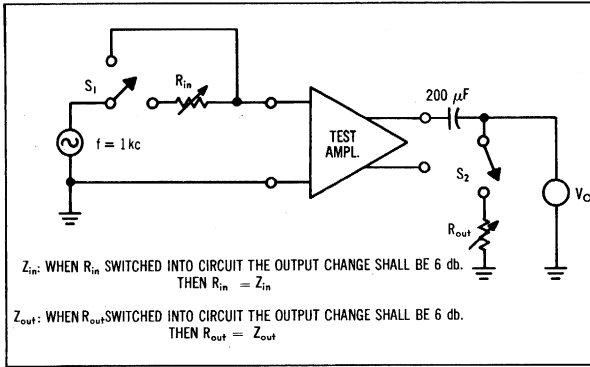 S1
Rin
f = 1kc
TEST
AMPL.
200 µF
S2
Rout
VO
Zin: WHEN Rin SWITCHED INTO CIRCUIT THE OUTPUT CHANGE SHALL BE 6 db.
THEN Rin = Zin
Zout: WHEN Rout SWITCHED INTO CIRCUIT THE OUTPUT CHANGE SHALL BE 6 db.
THEN Rout = Zout